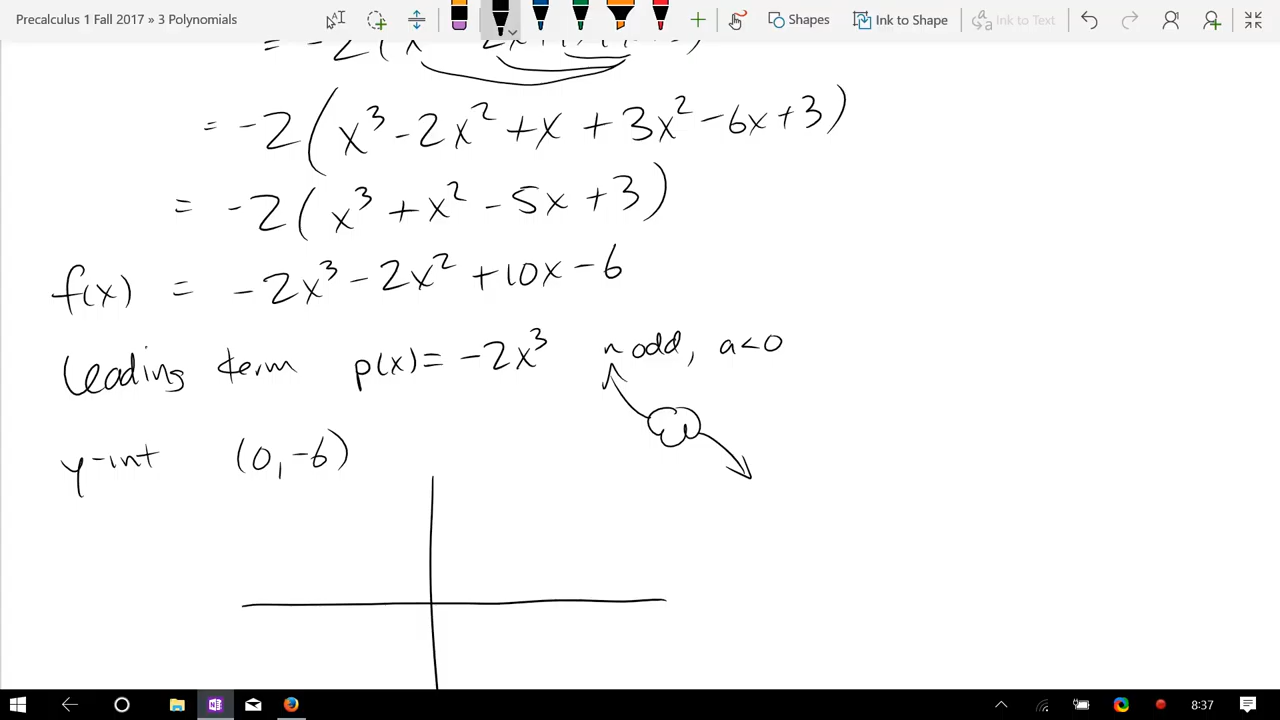 Precalculus 1 Fall 2017 » 3 Polynomials
Shapes
Ink to Shape
Ink to Text
= -2(x
= -2(x³ - 2x² + x + 3x² - 6x + 3)
= -2(x³ + x² - 5x + 3)
f(x) = -2x³ - 2x² + 10x - 6
Leading term p(x) = -2x³ n odd, a<0
y-int (0, -6)
8:37